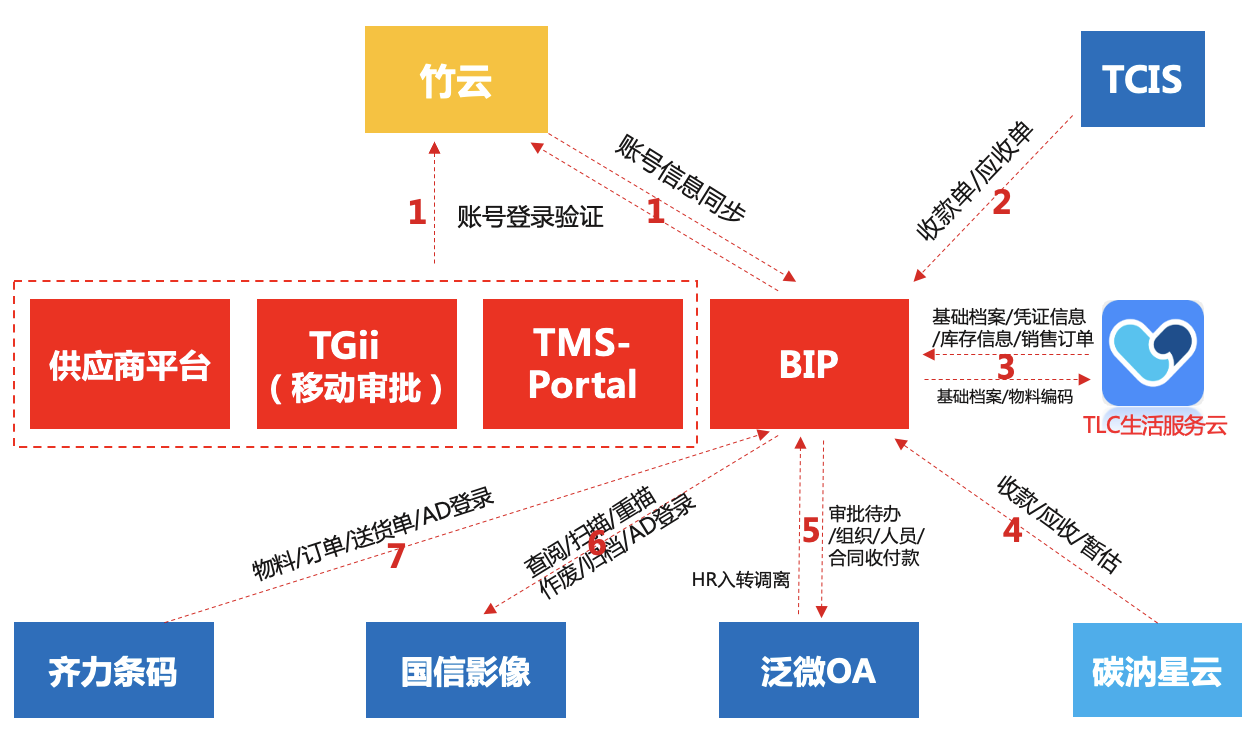 竹云
TCIS
账号信息同步
1
收款单/应收单
2
1
账号登录验证
供应商平台
TGii
（移动审批）
TMS-
Portal
BIP
基础档案/凭证信息
/库存信息/销售订单
3
基础档案/物料编码
TLC生活服务云
物料/订单/送货单/AD登录
7
查阅/扫描/重描
作废/归档/AD登录
6
HR入转调离
5
审批待办
/组织/人员/
合同收付款
收款/应收/暂估
4
齐力条码
国信影像
泛微OA
碳汭星云